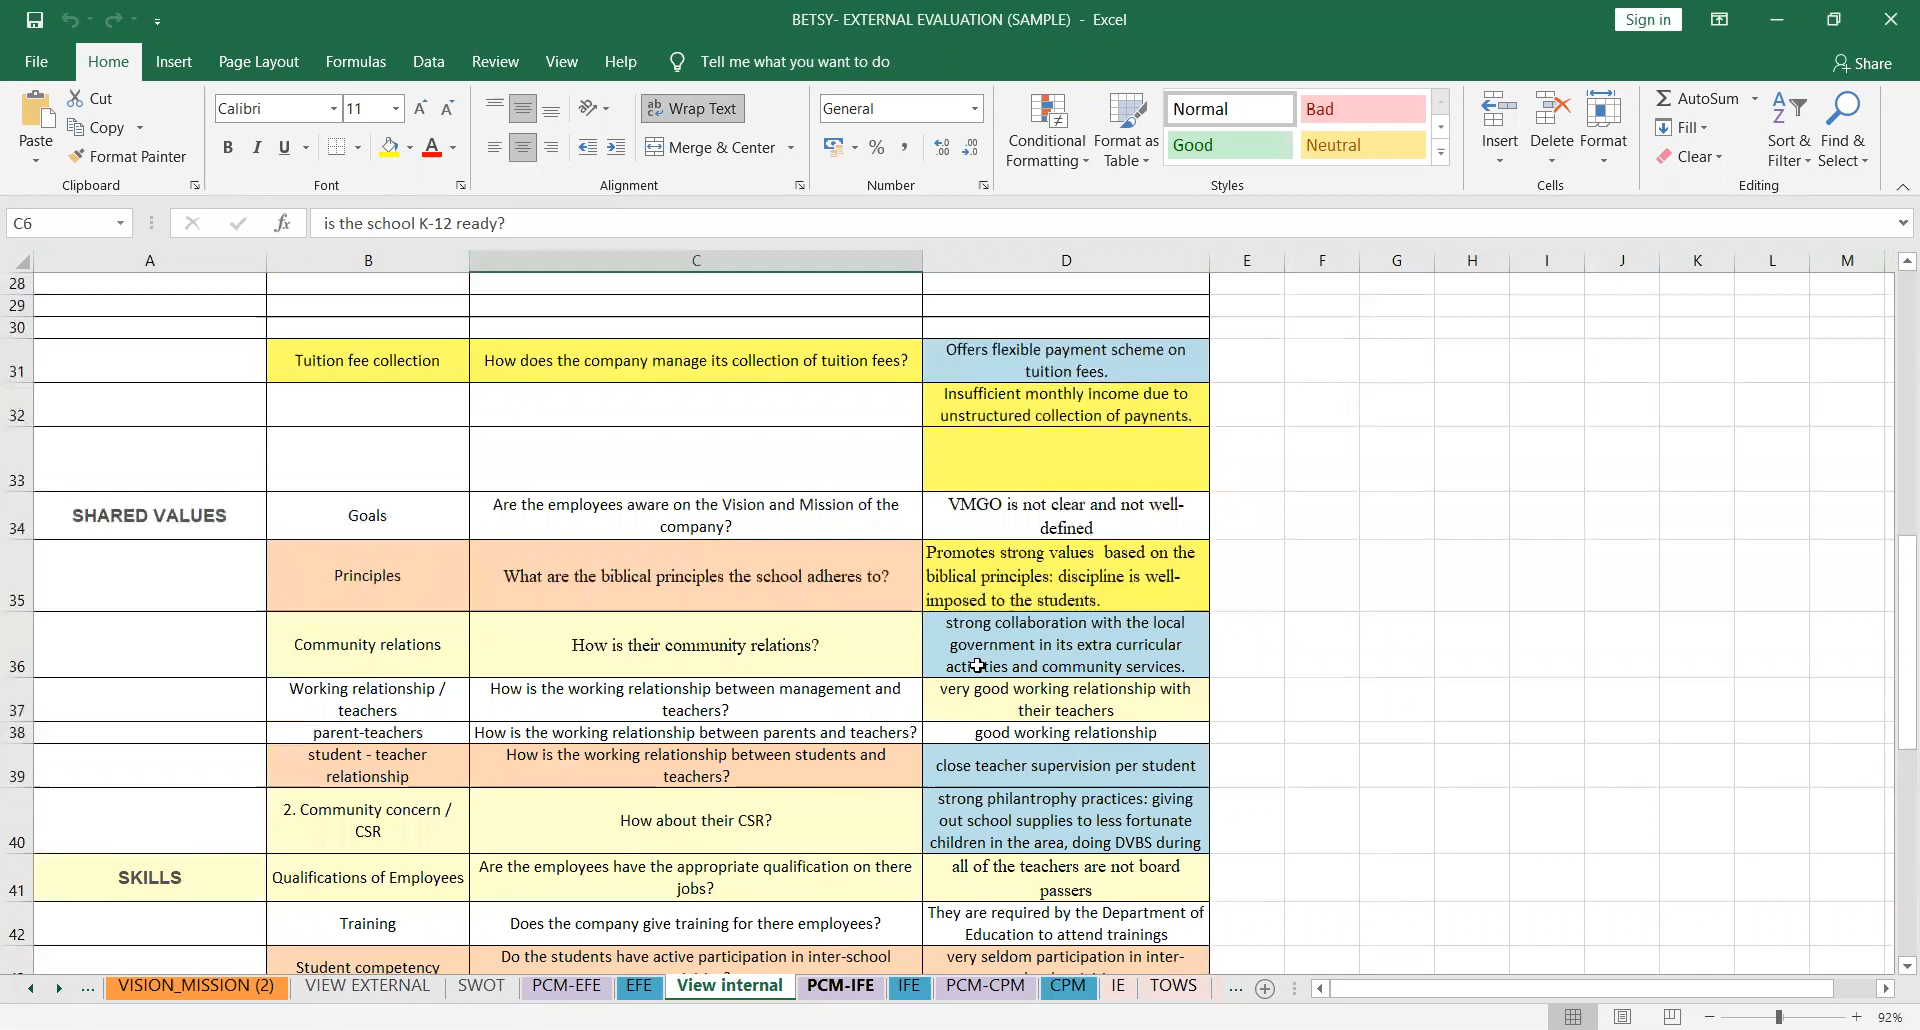 BETSY- EXTERNAL EVALUATION (SAMPLE) - Excel
Sign in
File Home Insert Page Layout Formulas Data Review View Help Tell me what you want to do
Share
Paste
Cut
Copy
Format Painter
Clipboard
Calibri 11
B I U
Font
Wrap Text
Merge & Center
Alignment
General
Number
Conditional Formatting
Format as Table
Normal Bad
Good Neutral
Styles
Insert Delete Format
Cells
AutoSum
Fill
Clear
Sort & Filter
Find & Select
Editing
C6 fx is the school K-12 ready?
A B C D E F G H I J K L M
28
29
30
31 Tuition fee collection How does the company manage its collection of tuition fees? Offers flexible payment scheme on
tuition fees.
32 Insufficient monthly income due to
unstructured collection of paynents.
33
34 SHARED VALUES Goals Are the employees aware on the Vision and Mission of the
company?
VMGO is not clear and not well-
defined
35 Principles What are the biblical principles the school adheres to? Promotes strong values based on the
biblical principles: discipline is well-
imposed to the students.
36 Community relations How is their community relations? strong collaboration with the local
government in its extra curricular
activities and community services.
37 Working relationship /
teachers
How is the working relationship between management and
teachers?
very good working relationship with
their teachers
38 parent-teachers How is the working relationship between parents and teachers? good working relationship
39 student - teacher
relationship
How is the working relationship between students and
teachers?
close teacher supervision per student
40 2. Community concern /
CSR
How about their CSR?
strong philantrophy practices: giving
out school supplies to less fortunate
children in the area, doing DVBS during
41 SKILLS Qualifications of Employees Are the employees have the appropriate qualification on there
jobs?
all of the teachers are not board
passers
42 Training Does the company give training for there employees? They are required by the Department of
Education to attend trainings
Student competency Do the students have active participation in inter-school
very seldom participation in inter-
... VISION_MISSION (2) VIEW EXTERNAL SWOT PCM-EFE EFE View internal PCM-IFE IFE PCM-CPM CPM IE TOWS ...
92%